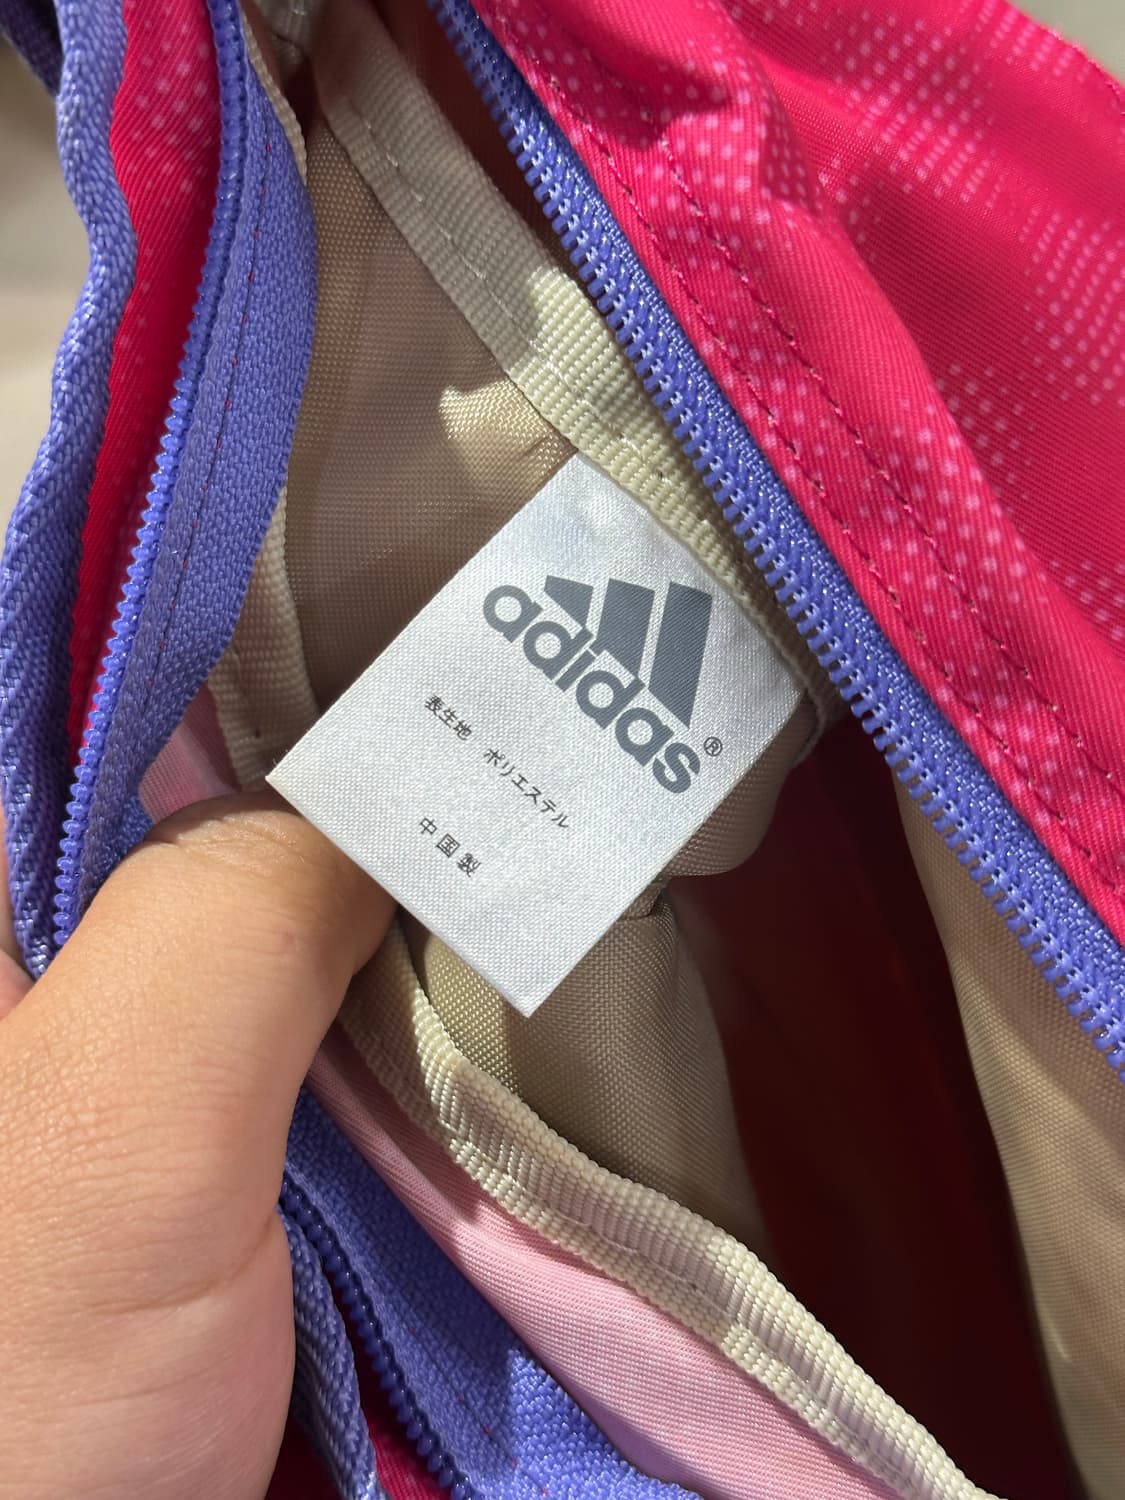 adidas®
表生地 ポリエステル
中国製